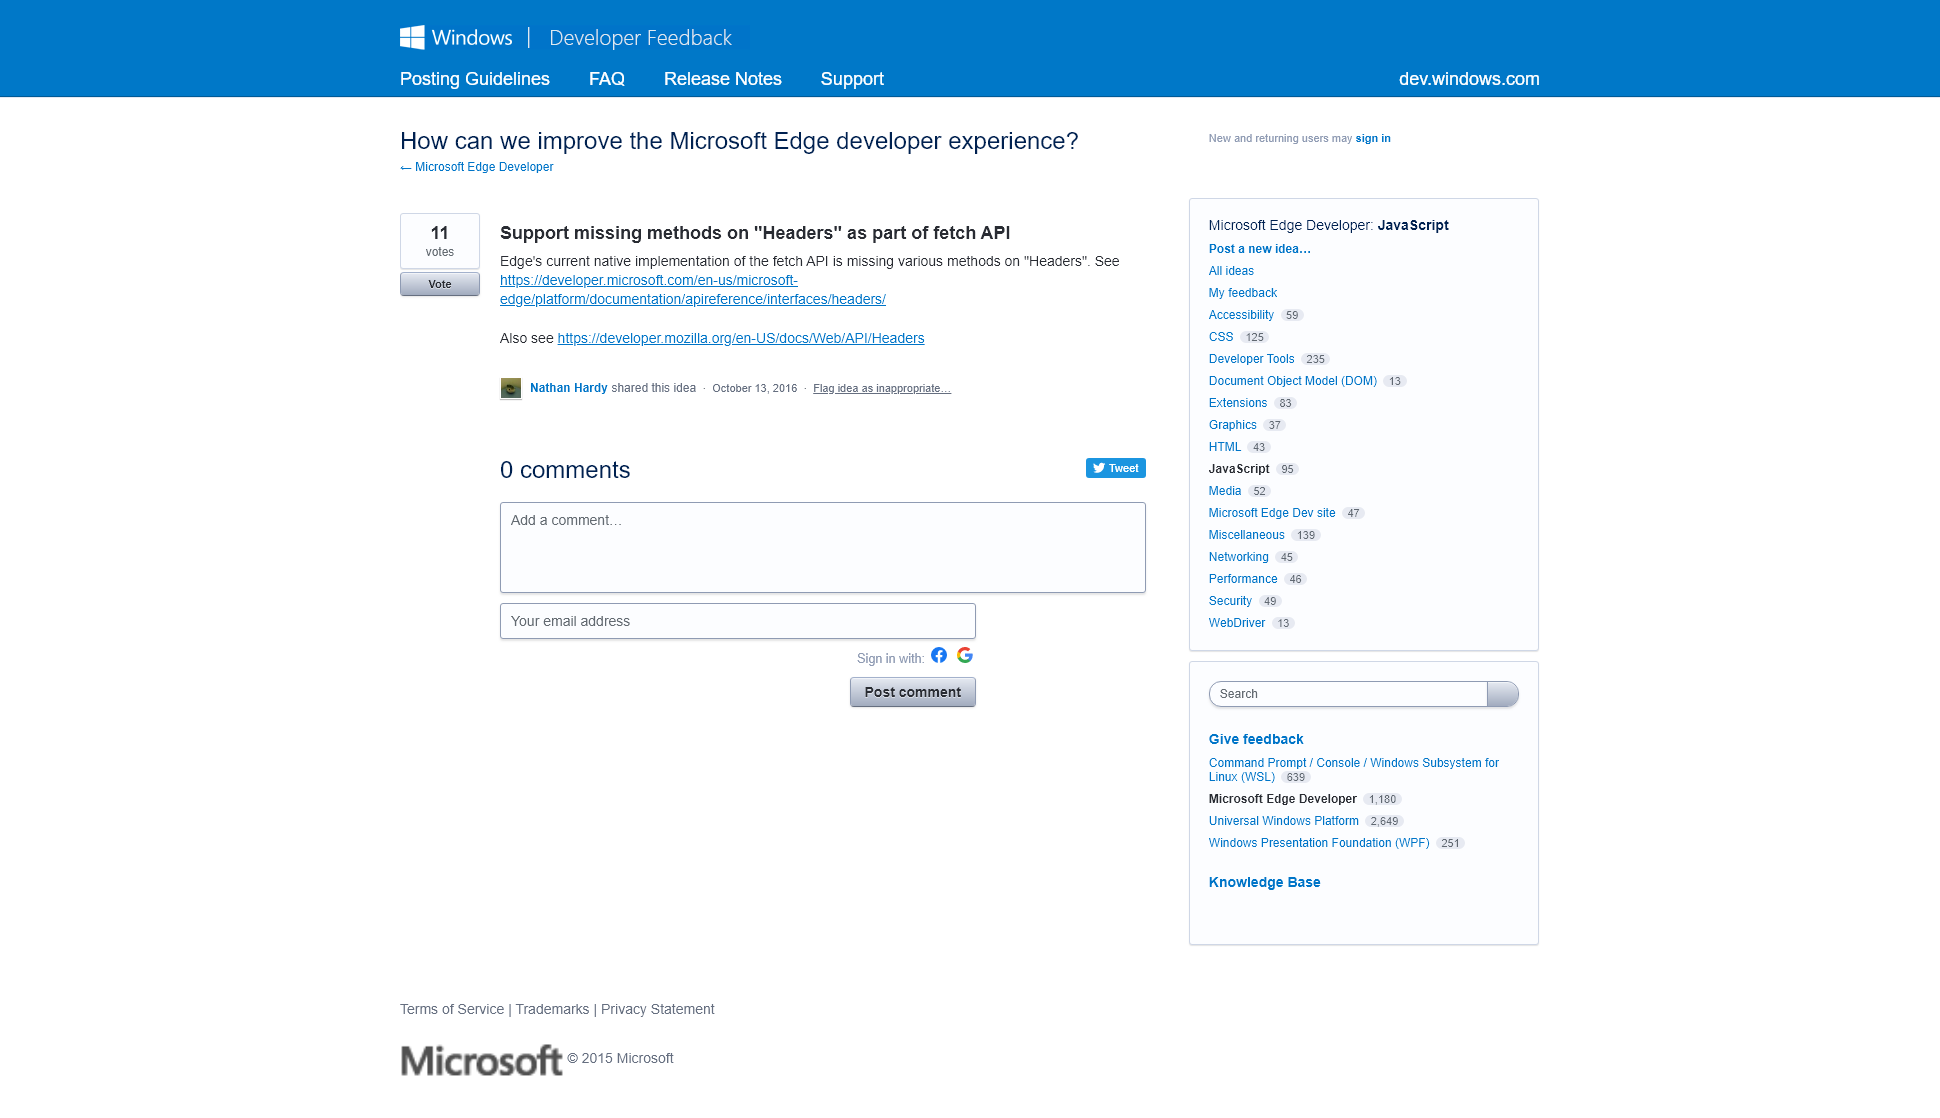 Windows | Developer Feedback
Posting Guidelines FAQ Release Notes Support dev.windows.com
How can we improve the Microsoft Edge developer experience?
← Microsoft Edge Developer
New and returning users may sign in
11
votes
Vote
Support missing methods on "Headers" as part of fetch API
Edge's current native implementation of the fetch API is missing various methods on "Headers". See
https://developer.microsoft.com/en-us/microsoft-
edge/platform/documentation/apireference/interfaces/headers/
Also see https://developer.mozilla.org/en-US/docs/Web/API/Headers
Nathan Hardy shared this idea · October 13, 2016 · Flag idea as inappropriate…
0 comments
Tweet
Add a comment…
Your email address
Sign in with:
Post comment
Microsoft Edge Developer: JavaScript
Post a new idea…
All ideas
My feedback
Accessibility 59
CSS 125
Developer Tools 235
Document Object Model (DOM) 13
Extensions 83
Graphics 37
HTML 43
JavaScript 95
Media 52
Microsoft Edge Dev site 47
Miscellaneous 139
Networking 45
Performance 46
Security 49
WebDriver 13
Search
Give feedback
Command Prompt / Console / Windows Subsystem for
Linux (WSL) 639
Microsoft Edge Developer 1,180
Universal Windows Platform 2,649
Windows Presentation Foundation (WPF) 251
Knowledge Base
Terms of Service | Trademarks | Privacy Statement
Microsoft © 2015 Microsoft